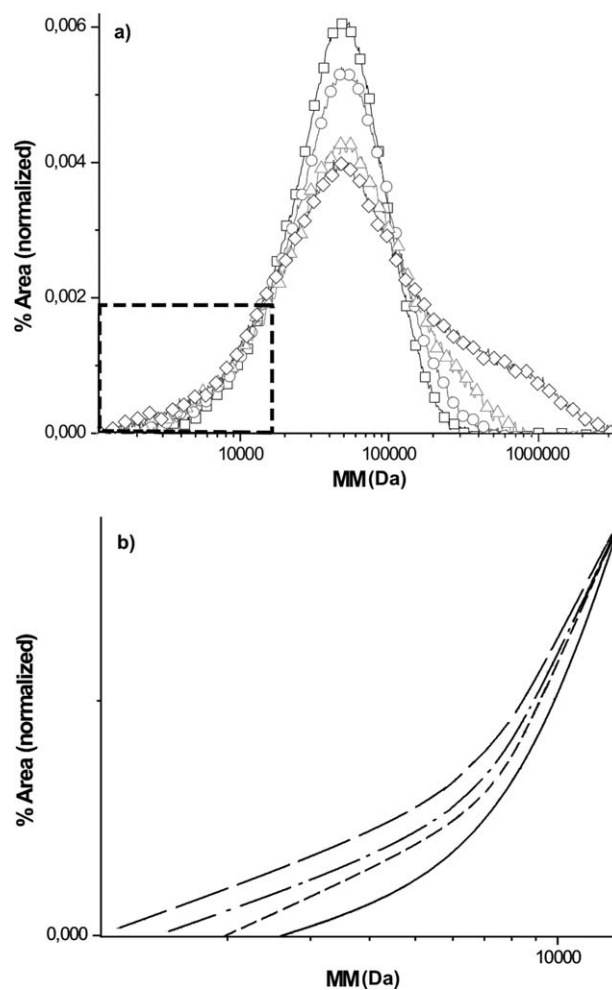 a)
0,006
0,004
0,002
0,000
% Area (normalized)
10000
100000
1000000
MM (Da)
b)
% Area (normalized)
0,000
10000
MM (Da)